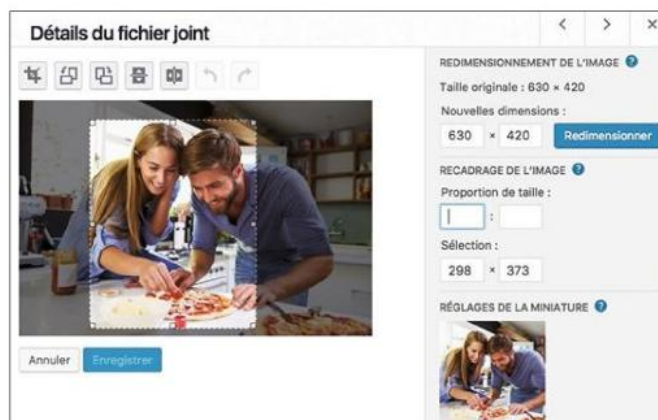 Détails du fichier joint
REDIMENSIONNEMENT DE L'IMAGE ?
Taille originale : 630 × 420
Nouvelles dimensions :
630 × 420 Redimensionner
RECADRAGE DE L'IMAGE ?
Proportion de taille :
:
Sélection :
298 × 373
RÉGLAGES DE LA MINIATURE ?
Annuler Enregistrer